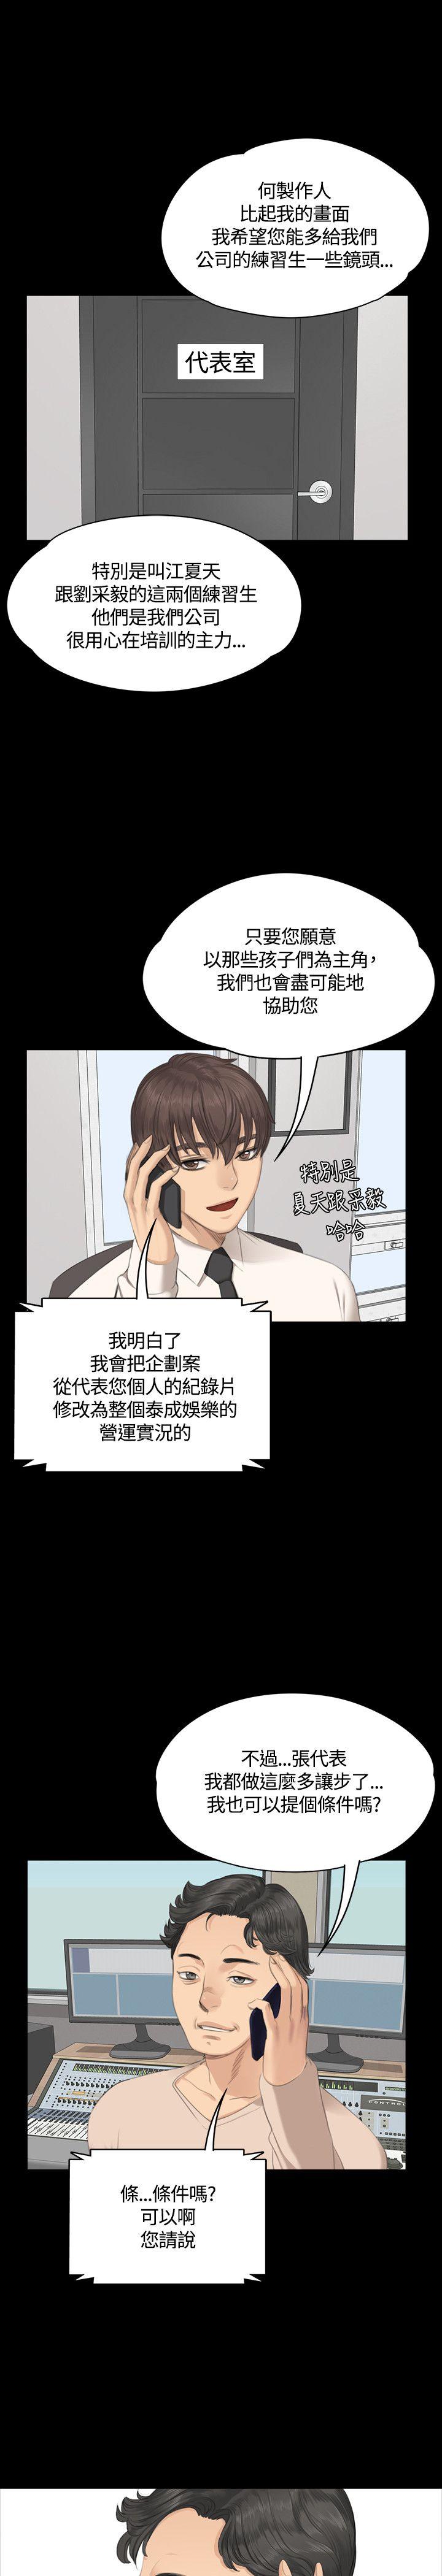 何製作人
比起我的畫面
我希望您能多給我們
公司的練習生一些鏡頭...
代表室
特別是叫江夏天
跟劉采毅的這兩個練習生
他們是我們公司
很用心在培訓的主力...
只要您願意
以那些孩子們為主角，
我們也會盡可能地
協助您
特別是
夏天跟采毅
哈哈
我明白了
我會把企劃案
從代表您個人的紀錄片
修改為整個泰成娛樂的
營運實況的
不過...張代表
我都做這麼多讓步了...
我也可以提個條件嗎?
CONTROL
條...條件嗎?
可以啊
您請說